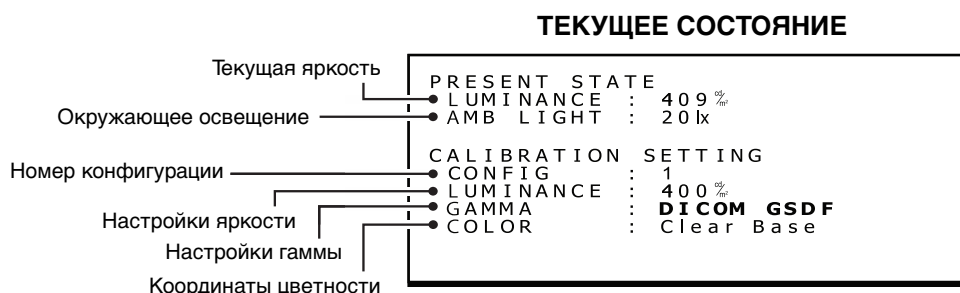 ТЕКУЩЕЕ СОСТОЯНИЕ
Текущая яркость
Окружающее освещение
Номер конфигурации
Настройки яркости
Настройки гаммы
Координаты цветности
PRESENT STATE
LUMINANCE : 409 cd/m²
AMB LIGHT : 20 lx
CALIBRATION SETTING
CONFIG : 1
LUMINANCE : 400 cd/m²
GAMMA : DICOM GSDF
COLOR : Clear Base